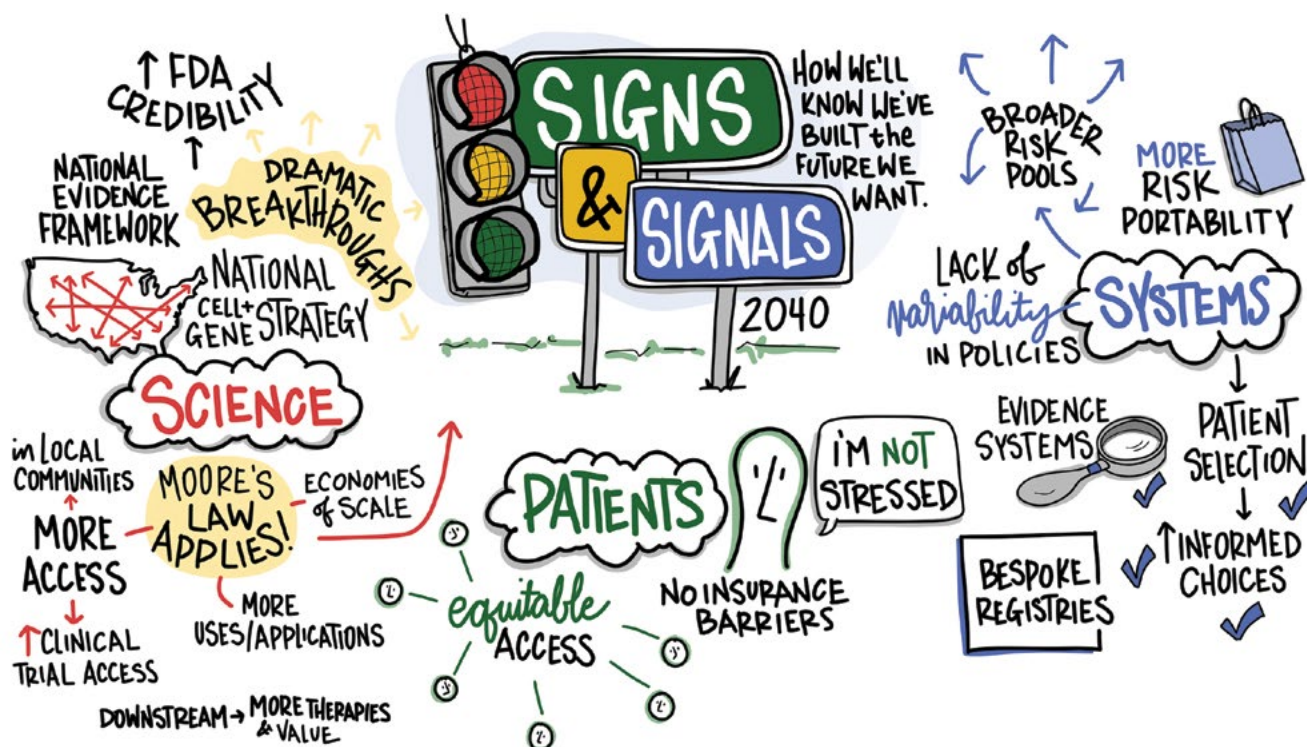 SIGNS
&
SIGNALS
2040
HOW WE'LL
KNOW WE'VE
BUILT the
FUTURE WE
WANT.
↑ FDA
CREDIBILITY
NATIONAL
EVIDENCE
FRAMEWORK
DRAMATIC
BREAKTHROUGHS
NATIONAL
CELL+
GENE STRATEGY
SCIENCE
in LOCAL
COMMUNITIES
MORE
ACCESS
↑ CLINICAL
TRIAL ACCESS
MOORE'S
LAW
APPLIES!
ECONOMIES
of SCALE
MORE
USES/APPLICATIONS
DOWNSTREAM → MORE THERAPIES
& VALUE
PATIENTS
equitable
ACCESS
I'M NOT
STRESSED
NO INSURANCE
BARRIERS
BROADER
RISK
POOLS
MORE
RISK
PORTABILITY
LACK of
variability
IN POLICIES
SYSTEMS
EVIDENCE
SYSTEMS
PATIENT
SELECTION
↑ INFORMED
CHOICES
BESPOKE
REGISTRIES